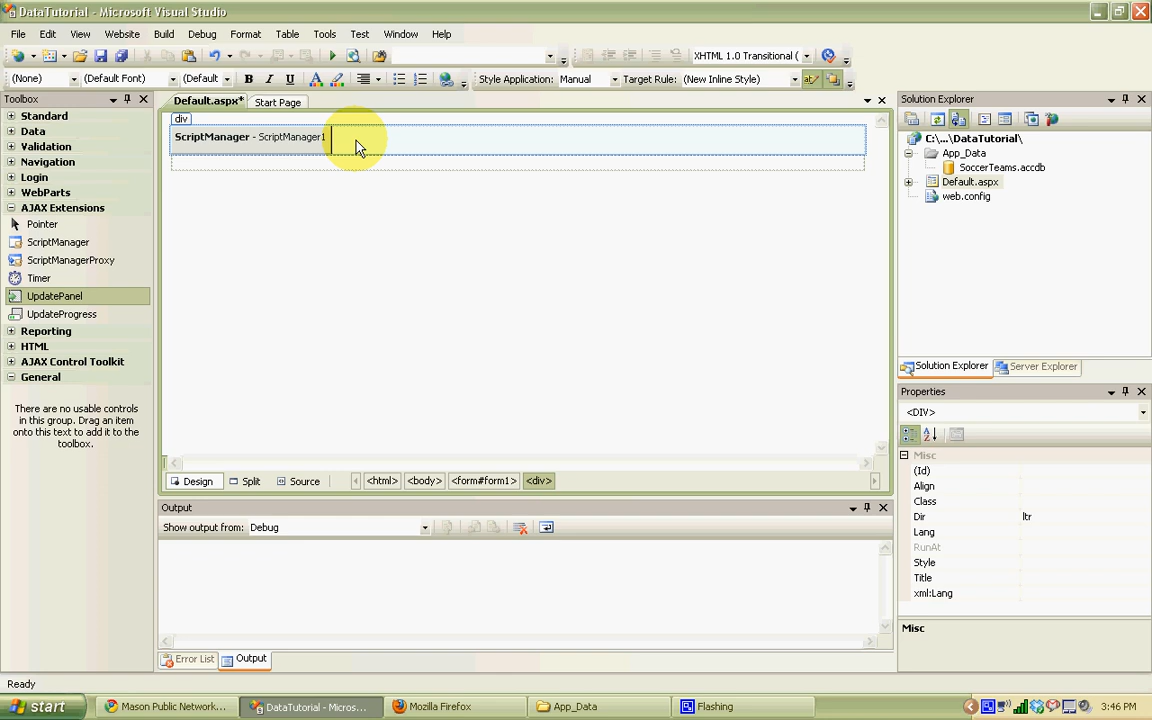 DataTutorial - Microsoft Visual Studio
File Edit View Website Build Debug Format Table Tools Test Window Help
XHTML 1.0 Transitional (
(None) (Default Font) (Default B I U A Style Application: Manual Target Rule: (New Inline Style)
Toolbox
Standard
Data
Validation
Navigation
Login
WebParts
AJAX Extensions
Pointer
ScriptManager
ScriptManagerProxy
Timer
UpdatePanel
UpdateProgress
Reporting
HTML
AJAX Control Toolkit
General
There are no usable controls
in this group. Drag an item
onto this text to add it to the
toolbox.
Default.aspx* Start Page
div
ScriptManager - ScriptManager1
Design Split Source <html> <body> <form#form1> <div>
Output
Show output from: Debug
Error List Output
Solution Explorer
C:\...\DataTutorial\
App_Data
SoccerTeams.accdb
Default.aspx
web.config
Solution Explorer Server Explorer
Properties
<DIV>
Misc
(Id)
Align
Class
Dir ltr
Lang
RunAt
Style
Title
xml:Lang
Misc
Ready
start Mason Public Network... DataTutorial - Micros... Mozilla Firefox App_Data Flashing 3:46 PM